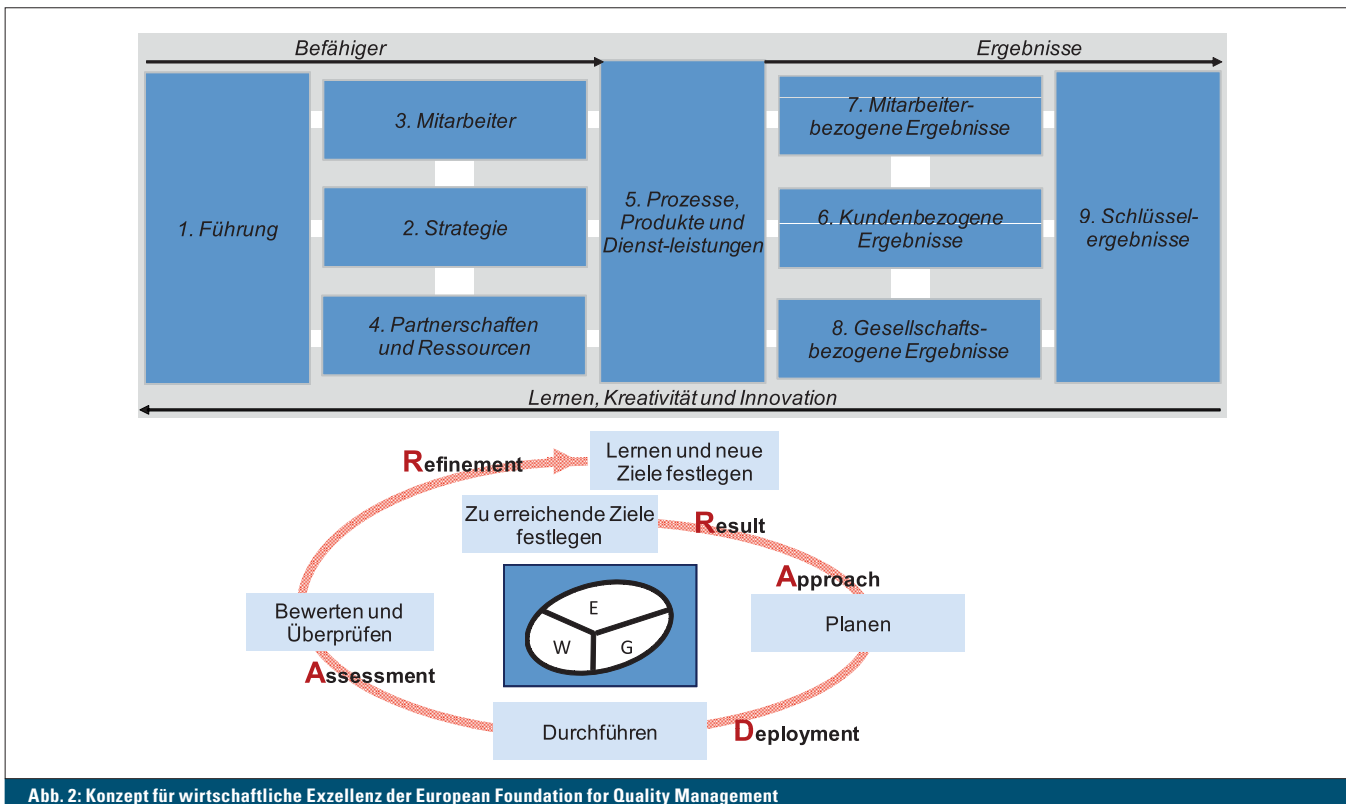 Befähiger
Ergebnisse
1. Führung
3. Mitarbeiter
2. Strategie
4. Partnerschaften
und Ressourcen
5. Prozesse,
Produkte und
Dienst-leistungen
7. Mitarbeiter-
bezogene Ergebnisse
6. Kundenbezogene
Ergebnisse
8. Gesellschafts-
bezogene Ergebnisse
9. Schlüssel-
ergebnisse
Lernen, Kreativität und Innovation
Refinement
Lernen und neue
Ziele festlegen
Zu erreichende Ziele
festlegen
Result
Approach
Bewerten und
Überprüfen
E
W
G
Planen
Assessment
Durchführen
Deployment
Abb. 2: Konzept für wirtschaftliche Exzellenz der European Foundation for Quality Management